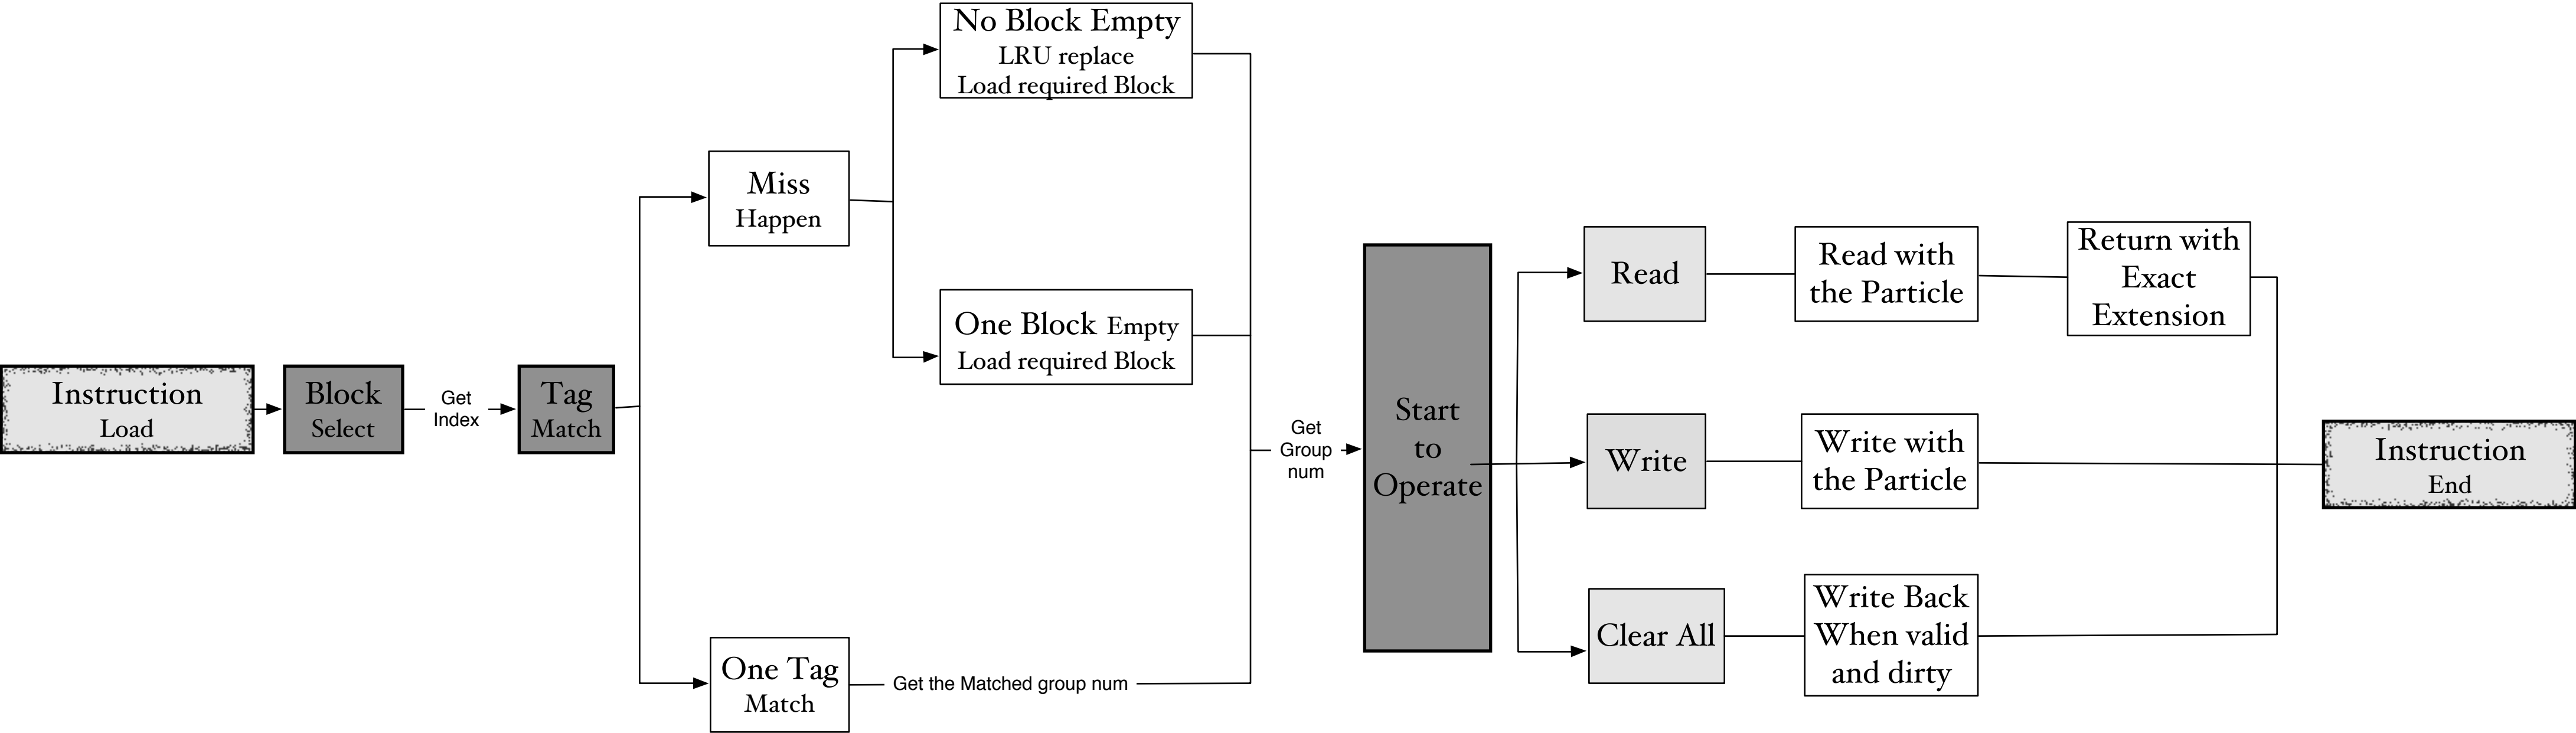 Instruction
Load
Block
Select
Get
Index
Tag
Match
Miss
Happen
No Block Empty
LRU replace
Load required Block
One Block Empty
Load required Block
One Tag
Match
Get the Matched group num
Get
Group
num
Start
to
Operate
Read
Read with
the Particle
Return with
Exact
Extension
Write
Write with
the Particle
Clear All
Write Back
When valid
and dirty
Instruction
End